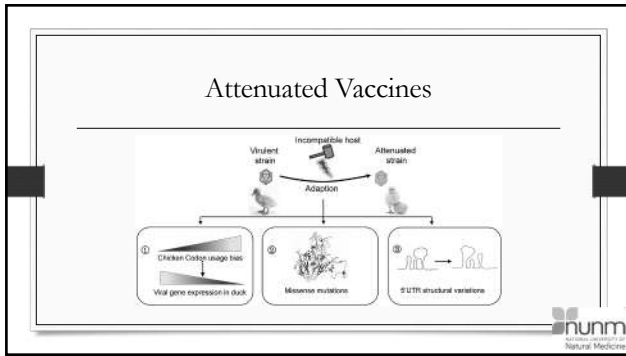 Attenuated Vaccines
Incompatible host
Virulent
strain
Attenuated
strain
Adaption
①
Chicken Codon usage bias
Viral gene expression in duck
②
Missense mutations
③
5'UTR structural variations
nunm
NATIONAL UNIVERSITY OF
Natural Medicine